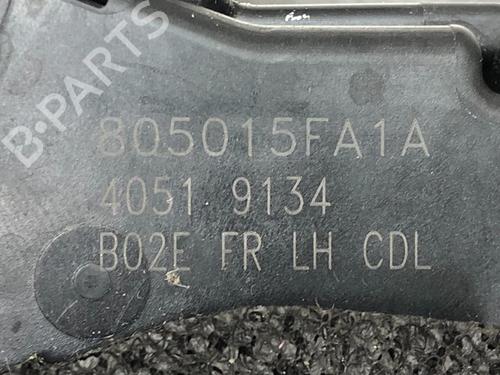 B-PARTS
805015FA1A
4051 9134
B02E FR LH CDL